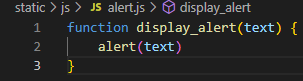 static > js > JS alert.js > display_alert
1 function display_alert(text) {
2 alert(text)
3 }